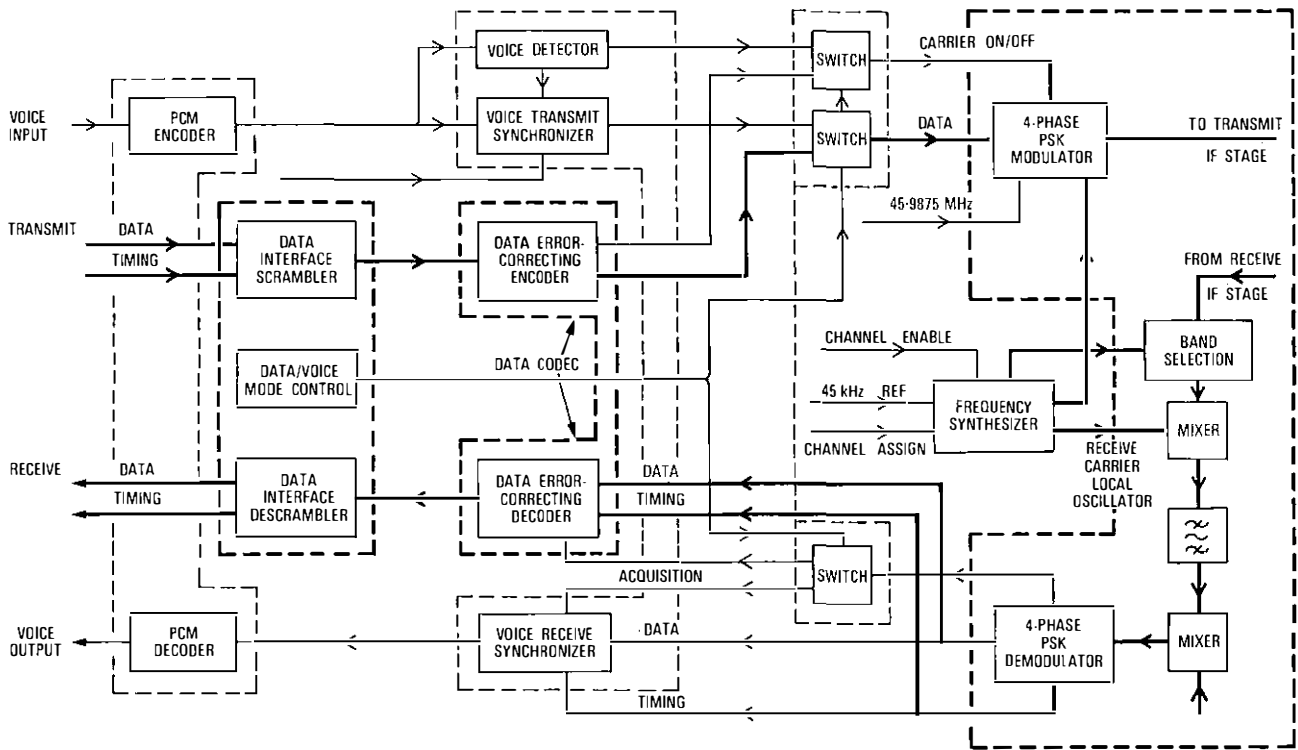 VOICE DETECTOR
SWITCH
CARRIER ON/OFF
VOICE
INPUT
PCM
ENCODER
VOICE TRANSMIT
SYNCHRONIZER
SWITCH
DATA
4-PHASE
PSK
MODULATOR
TO TRANSMIT
IF STAGE
45·9875 MHz
TRANSMIT
DATA
TIMING
DATA
INTERFACE
SCRAMBLER
DATA ERROR-
CORRECTING
ENCODER
FROM RECEIVE
IF STAGE
CHANNEL ENABLE
BAND
SELECTION
DATA/VOICE
MODE CONTROL
DATA CODEC
45 kHz REF
CHANNEL ASSIGN
FREQUENCY
SYNTHESIZER
MIXER
RECEIVE
CARRIER
LOCAL
OSCILLATOR
RECEIVE
DATA
TIMING
DATA
INTERFACE
DESCRAMBLER
DATA ERROR-
CORRECTING
DECODER
DATA
TIMING
ACQUISITION
SWITCH
VOICE
OUTPUT
PCM
DECODER
VOICE RECEIVE
SYNCHRONIZER
DATA
4-PHASE
PSK
DEMODULATOR
MIXER
TIMING